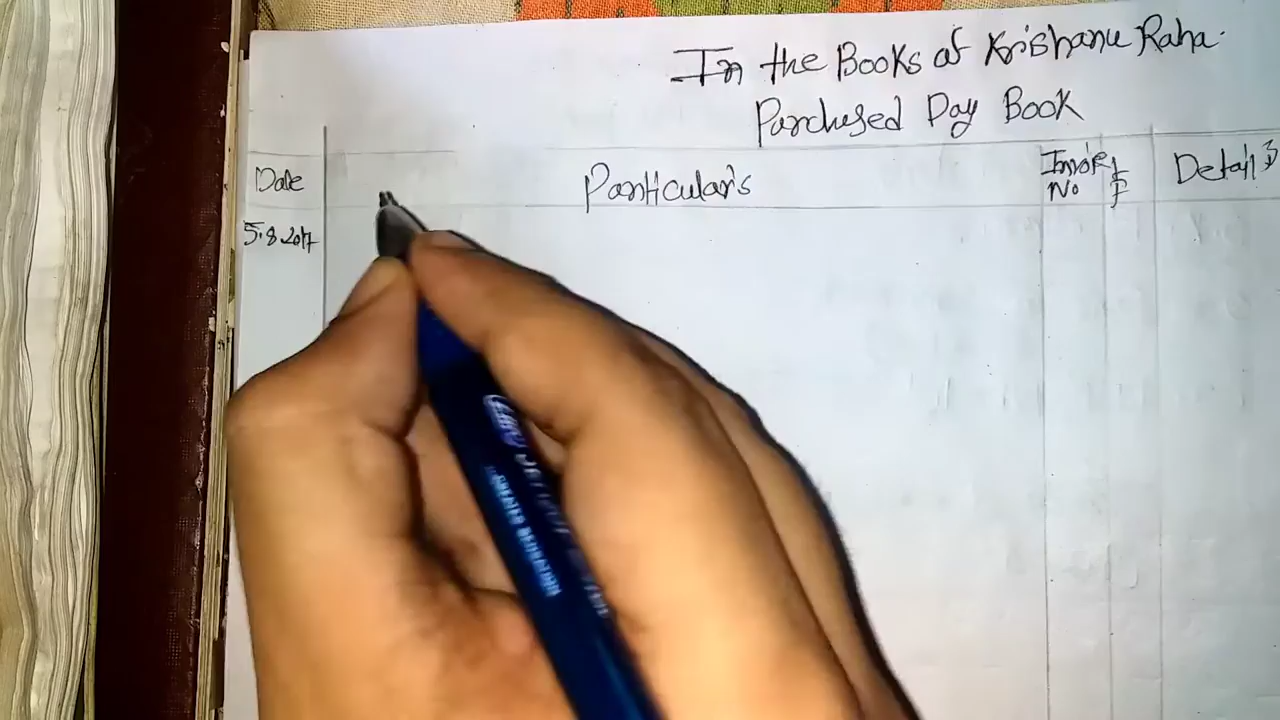 In the Books of Krishanu Raha.
Purchased Day Book
Date Particulars Invoice No L F Details
5.8.2017